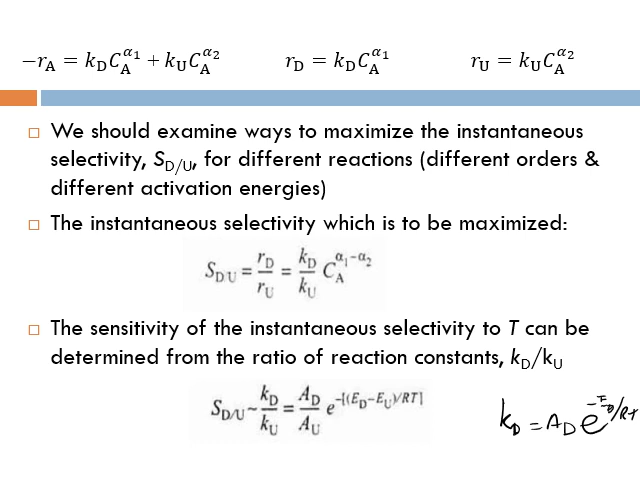 −r_A = k_D C_A^α₁ + k_U C_A^α₂   r_D = k_D C_A^α₁   r_U = k_U C_A^α₂
We should examine ways to maximize the instantaneous
selectivity, S_D/U, for different reactions (different orders &
different activation energies)
The instantaneous selectivity which is to be maximized:
S_D/U = r_D/r_U = k_D/k_U C_A^(α₁−α₂)
The sensitivity of the instantaneous selectivity to T can be
determined from the ratio of reaction constants, k_D/k_U
S_D/U ~ k_D/k_U = A_D/A_U e^−[(E_D−E_U)/RT]
k_D = A_D e^(−E_D/RT)